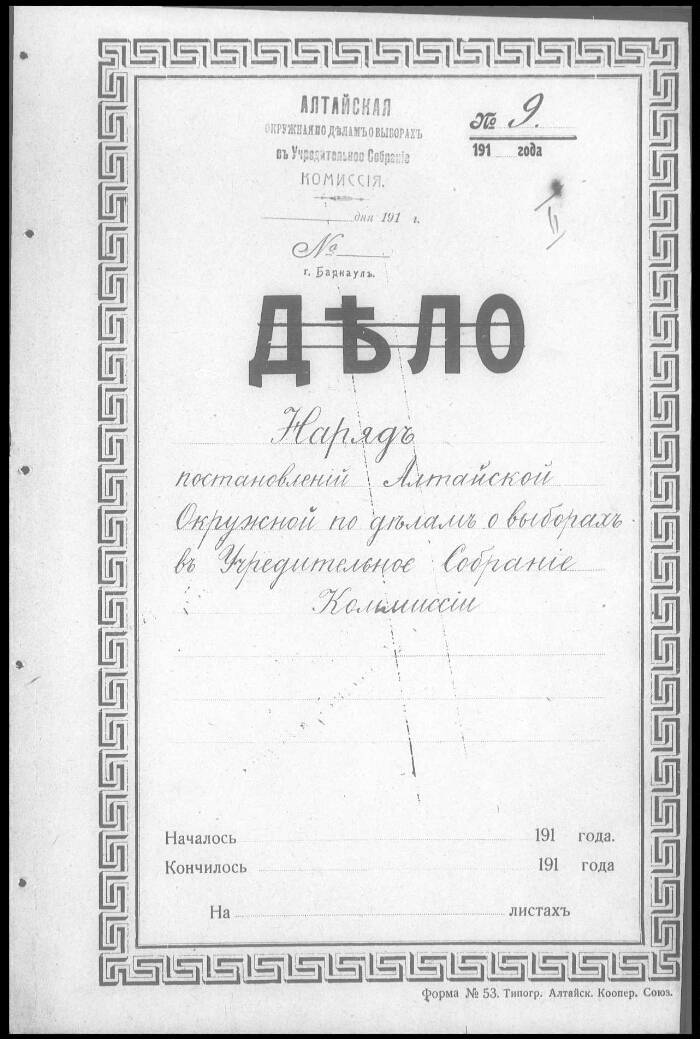 АЛТАЙСКАЯ
ОКРУЖНАЯ ПО ДѢЛАМЪ О ВЫБОРАХЪ
въ Учредительное Собраніе
КОМИССІЯ.
дня 191 г.
№
г. Барнаулъ.
№ 9.
191 года
ДѢЛО
Нарядъ
постановленій Алтайской
Окружной по дѣламъ о выборахъ
въ Учредительное Собраніе
Коммиссіи
Началось 191 года.
Кончилось 191 года
На листахъ
Форма № 53. Типогр. Алтайск. Коопер. Союз.